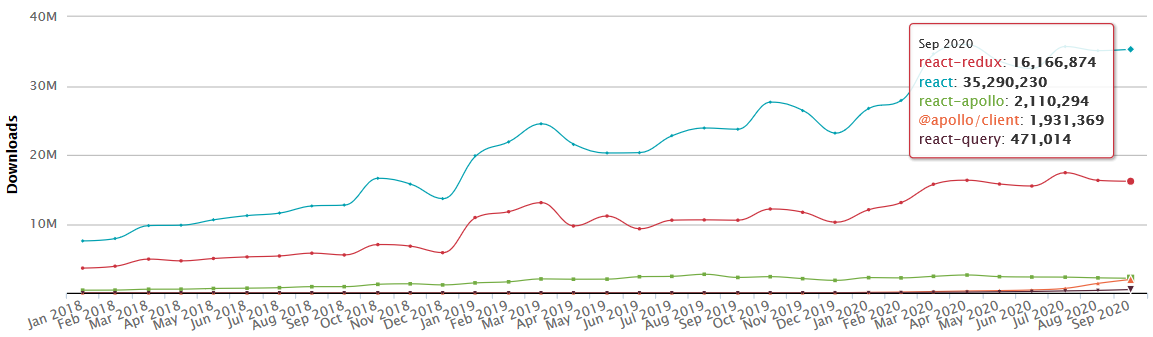 40M
30M
20M
10M
Downloads
Sep 2020
react-redux: 16,166,874
react: 35,290,230
react-apollo: 2,110,294
@apollo/client: 1,931,369
react-query: 471,014
Jan 2018
Feb 2018
Mar 2018
Apr 2018
May 2018
Jun 2018
Jul 2018
Aug 2018
Sep 2018
Oct 2018
Nov 2018
Dec 2018
Jan 2019
Feb 2019
Mar 2019
Apr 2019
May 2019
Jun 2019
Jul 2019
Aug 2019
Sep 2019
Oct 2019
Nov 2019
Dec 2019
Jan 2020
Feb 2020
Mar 2020
Apr 2020
May 2020
Jun 2020
Jul 2020
Aug 2020
Sep 2020